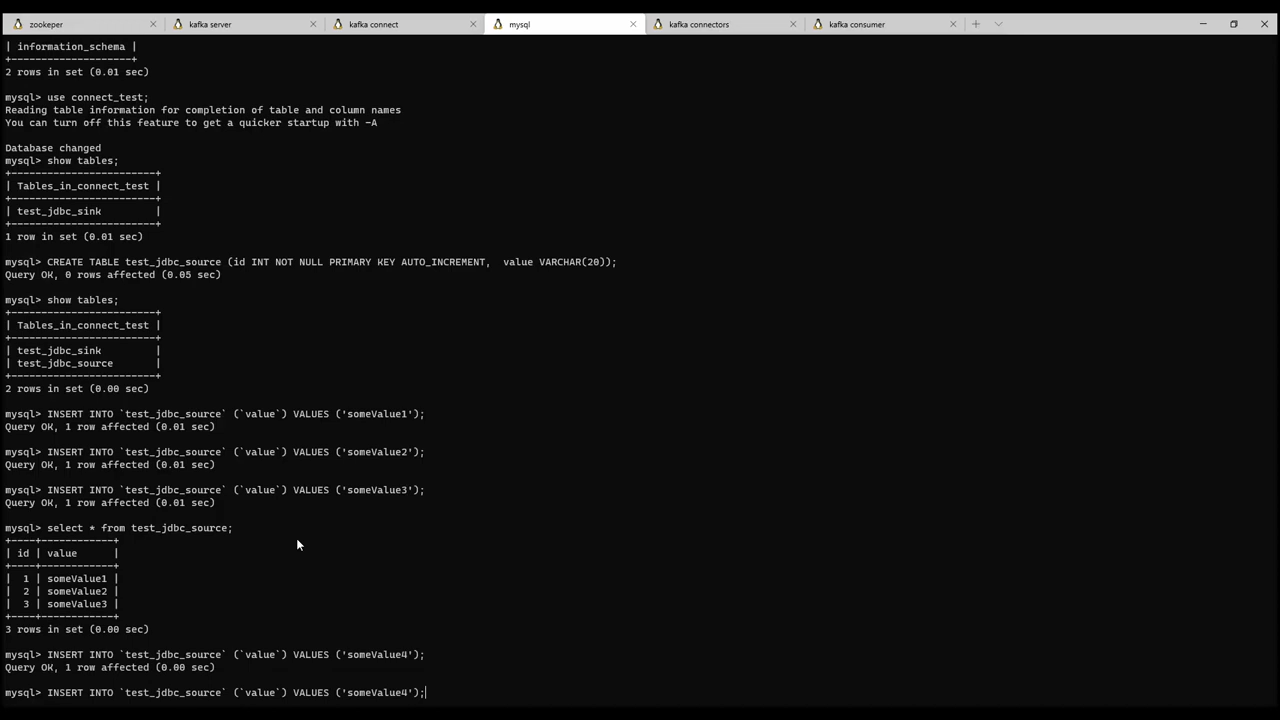 zookeper
kafka server
kafka connect
mysql
kafka connectors
kafka consumer
| information_schema |
+--------------------+
2 rows in set (0.01 sec)
mysql> use connect_test;
Reading table information for completion of table and column names
You can turn off this feature to get a quicker startup with -A
Database changed
mysql> show tables;
+------------------------+
| Tables_in_connect_test |
+------------------------+
| test_jdbc_sink         |
+------------------------+
1 row in set (0.01 sec)
mysql> CREATE TABLE test_jdbc_source (id INT NOT NULL PRIMARY KEY AUTO_INCREMENT,  value VARCHAR(20));
Query OK, 0 rows affected (0.05 sec)
mysql> show tables;
+------------------------+
| Tables_in_connect_test |
+------------------------+
| test_jdbc_sink         |
| test_jdbc_source       |
+------------------------+
2 rows in set (0.00 sec)
mysql> INSERT INTO `test_jdbc_source` (`value`) VALUES ('someValue1');
Query OK, 1 row affected (0.01 sec)
mysql> INSERT INTO `test_jdbc_source` (`value`) VALUES ('someValue2');
Query OK, 1 row affected (0.01 sec)
mysql> INSERT INTO `test_jdbc_source` (`value`) VALUES ('someValue3');
Query OK, 1 row affected (0.01 sec)
mysql> select * from test_jdbc_source;
+----+------------+
| id | value      |
+----+------------+
|  1 | someValue1 |
|  2 | someValue2 |
|  3 | someValue3 |
+----+------------+
3 rows in set (0.00 sec)
mysql> INSERT INTO `test_jdbc_source` (`value`) VALUES ('someValue4');
Query OK, 1 row affected (0.00 sec)
mysql> INSERT INTO `test_jdbc_source` (`value`) VALUES ('someValue4');